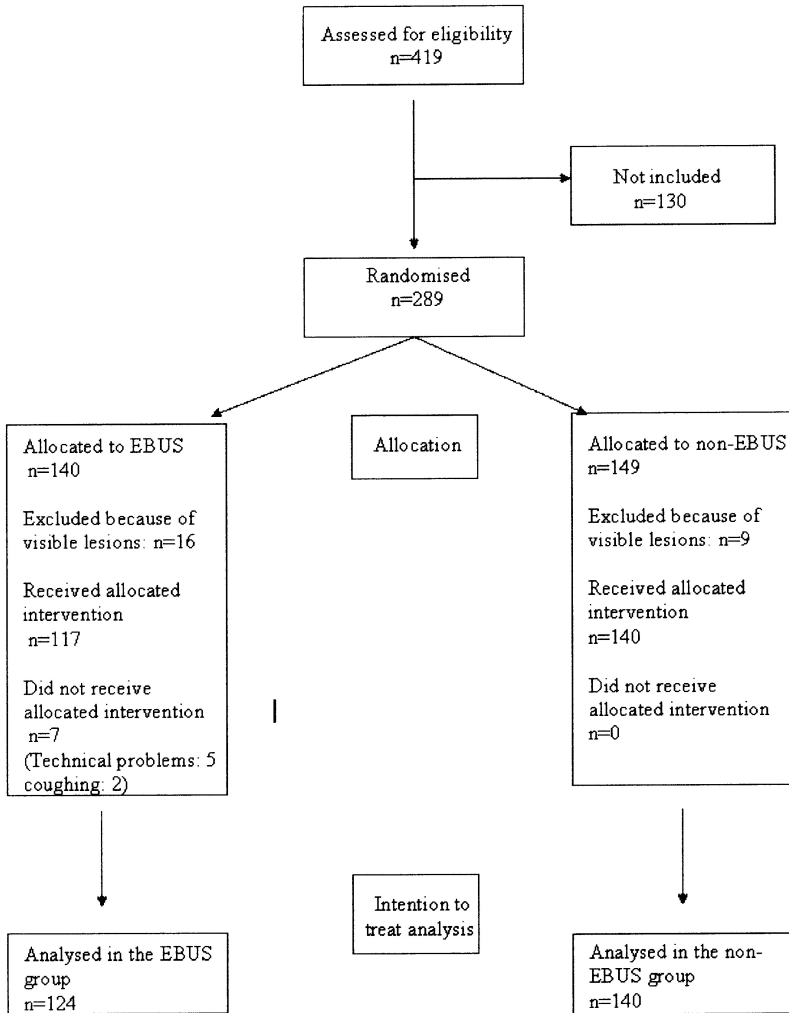 Assessed for eligibility
n=419
Not included
n=130
Randomised
n=289
Allocated to EBUS
n=140
Excluded because of
visible lesions: n=16
Received allocated
intervention
n=117
Did not receive
allocated intervention
n=7
(Technical problems: 5
coughing: 2)
Allocation
Allocated to non-EBUS
n=149
Excluded because of
visible lesions: n=9
Received allocated
intervention
n=140
Did not receive
allocated intervention
n=0
Intention to
treat analysis
Analysed in the EBUS
group
n=124
Analysed in the non-
EBUS group
n=140